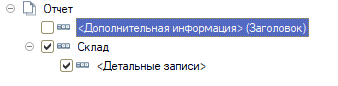 Отчет
<Дополнительная информация> (Заголовок)
Склад
<Детальные записи>